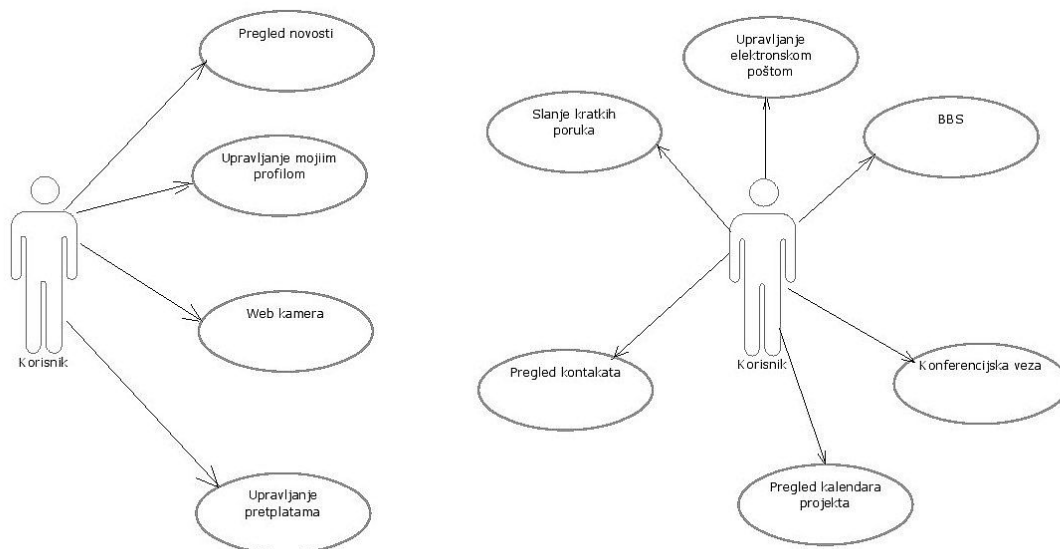 Pregled novosti
Upravljanje mojiim
profilom
Web kamera
Upravljanje
pretplatama
Korisnik
Upravljanje
elektronskom
poštom
Slanje kratkih
poruka
BBS
Pregled kontakata
Konferencijska veza
Pregled kalendara
projekta
Korisnik